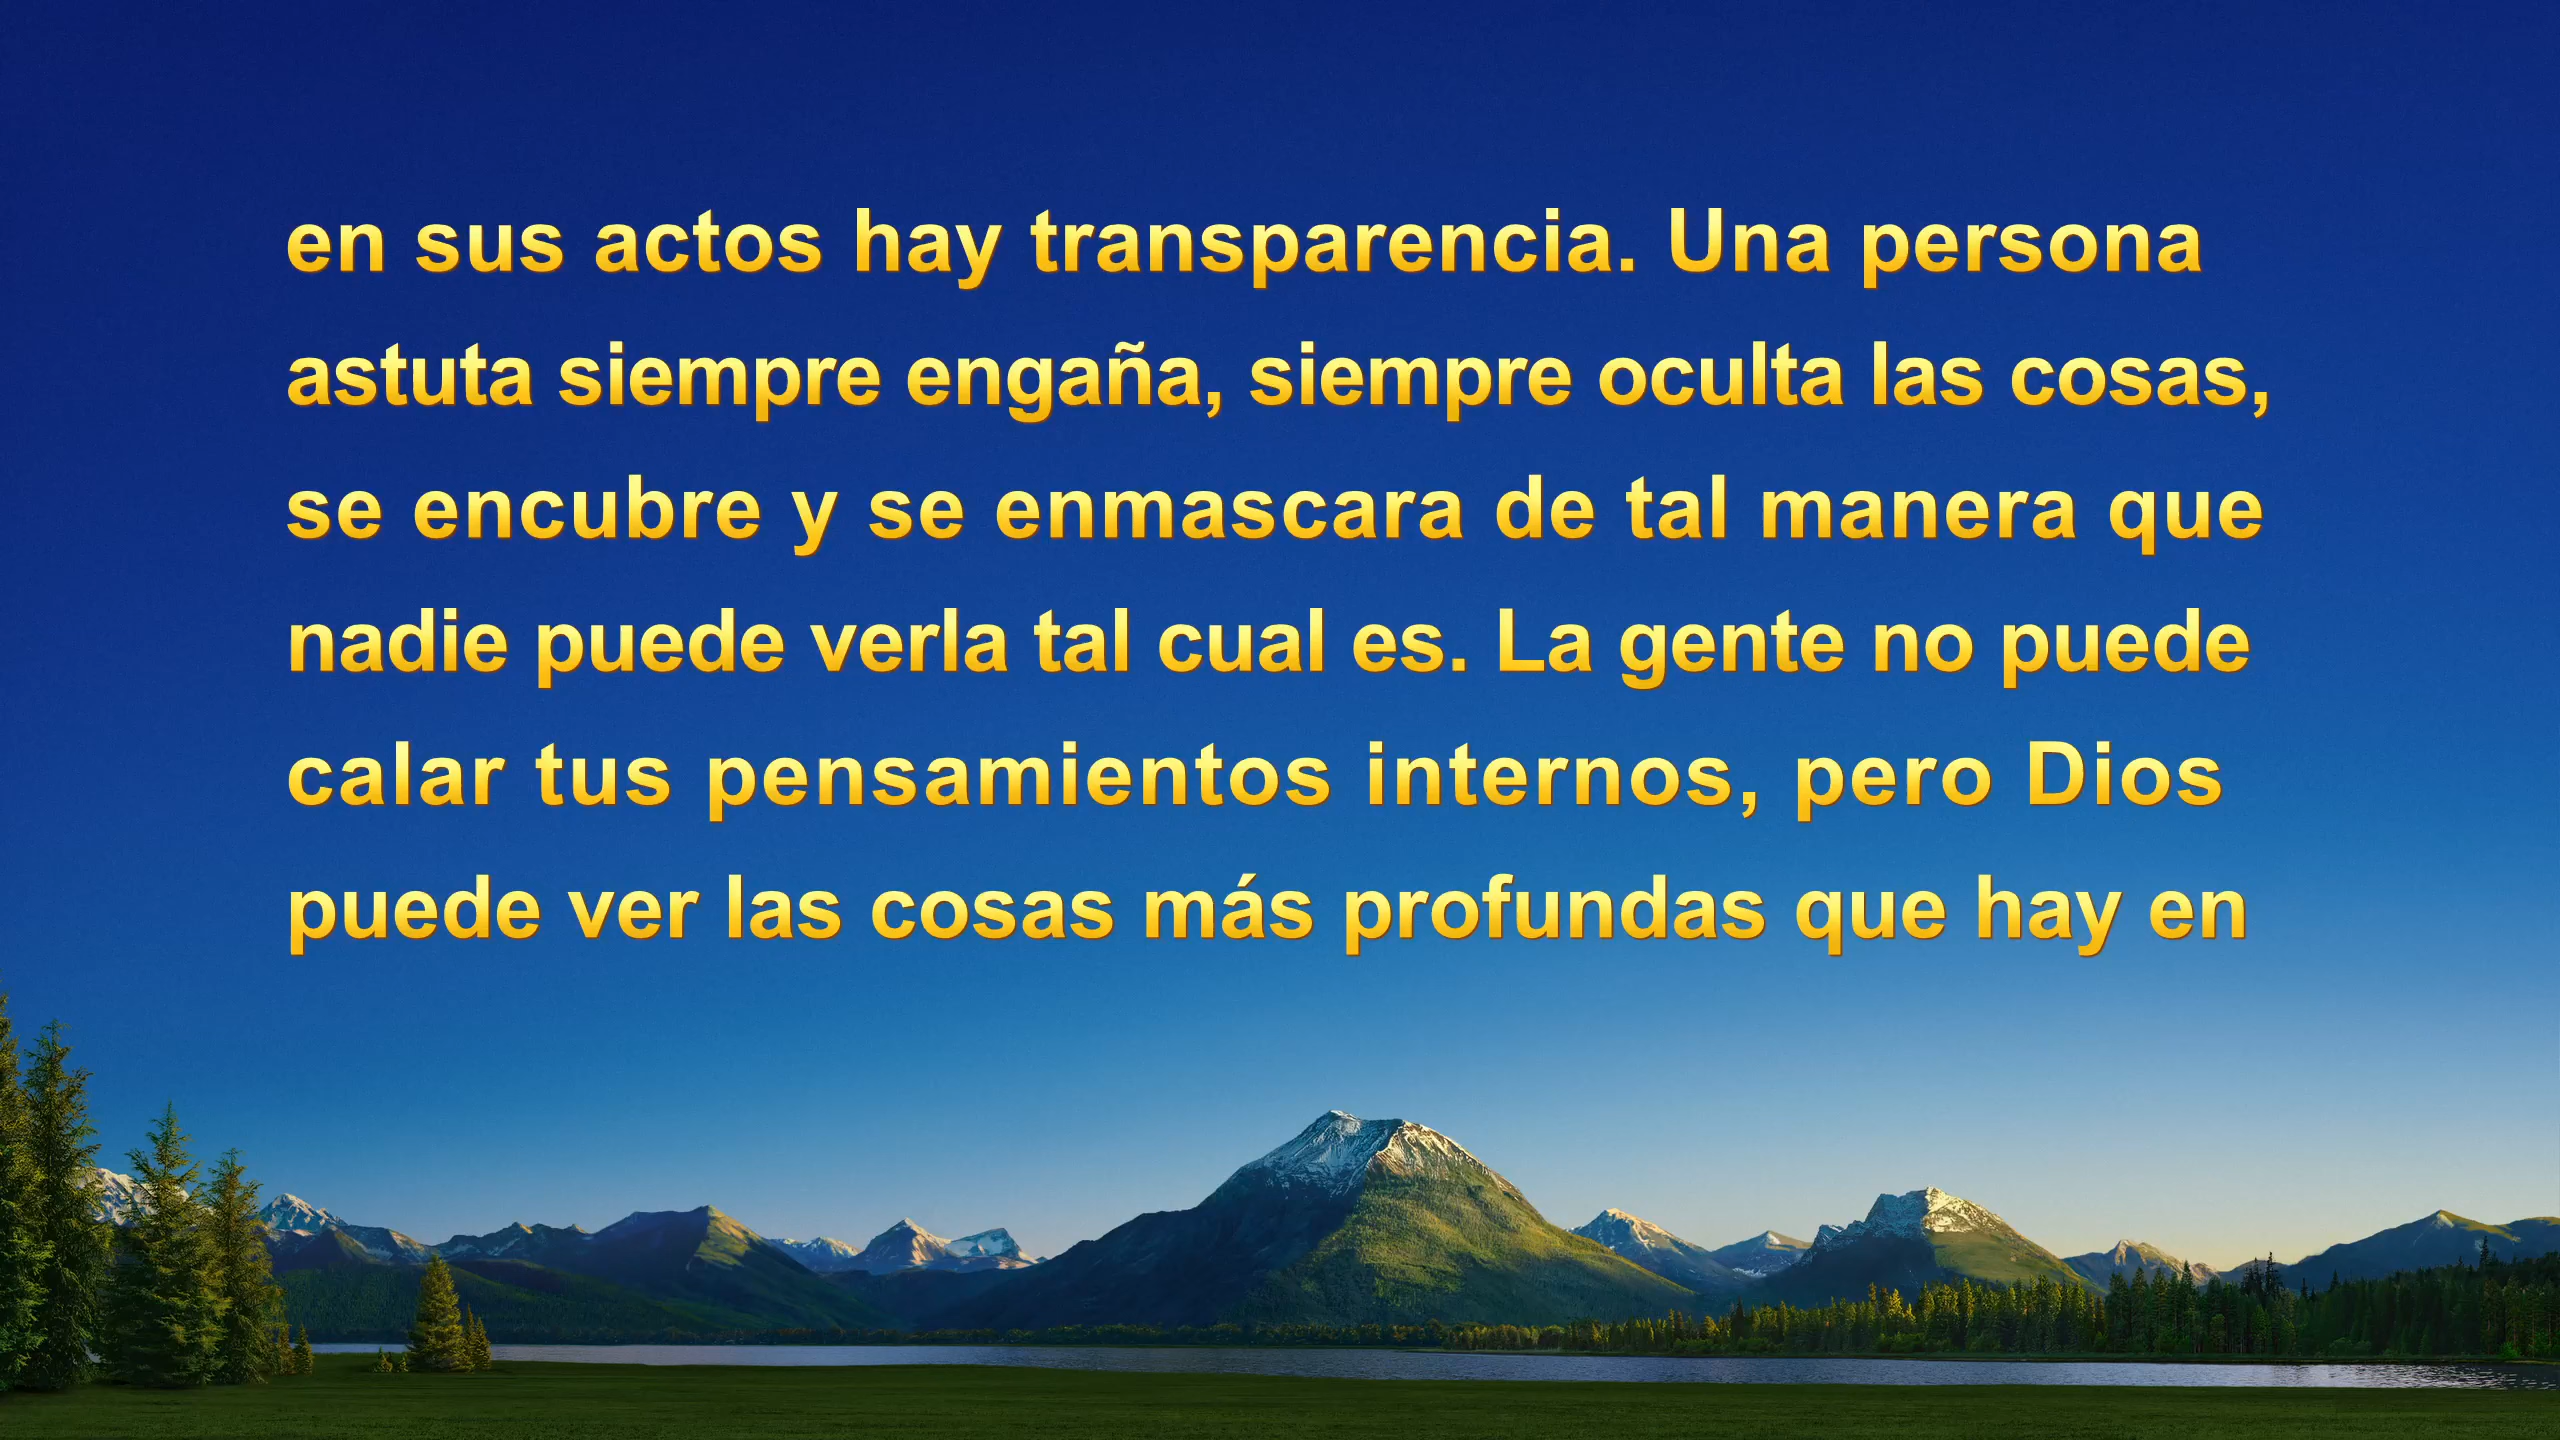 en sus actos hay transparencia. Una persona
astuta siempre engaña, siempre oculta las cosas,
se encubre y se enmascara de tal manera que
nadie puede verla tal cual es. La gente no puede
calar tus pensamientos internos, pero Dios
puede ver las cosas más profundas que hay en